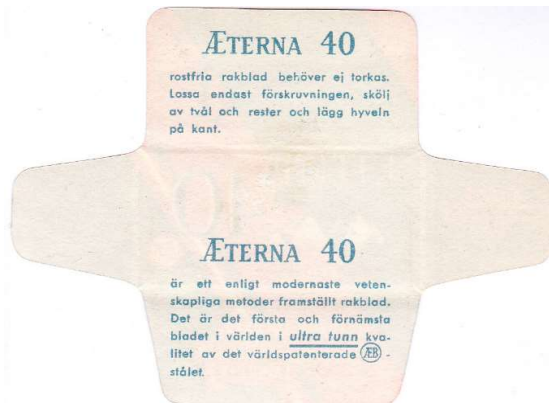 ÆTERNA 40
rostfria rakblad behöver ej torkas.
Lossa endast förskruvningen, skölj
av tvål och rester och lägg hyveln
på kant.
ÆTERNA 40
är ett enligt modernaste veten-
skapliga metoder framställt rakblad.
Det är det första och förnämsta
bladet i världen i ultra tunn kva-
litet av det världspatenterade ÆB -
stålet.